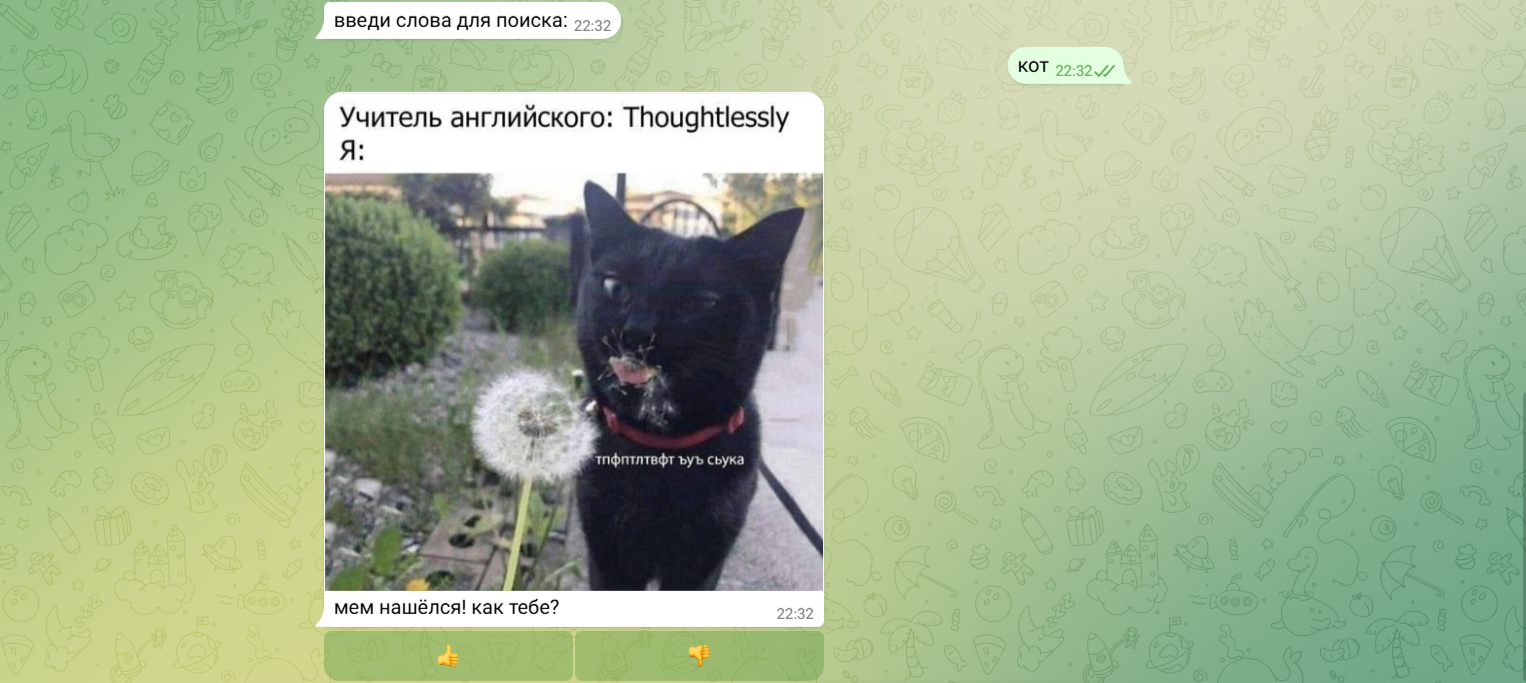 введи слова для поиска: 22:32
кот 22:32
Учитель английского: Thoughtlessly
Я:
тпфптлтвфт ъуъ сьука
мем нашёлся! как тебе? 22:32